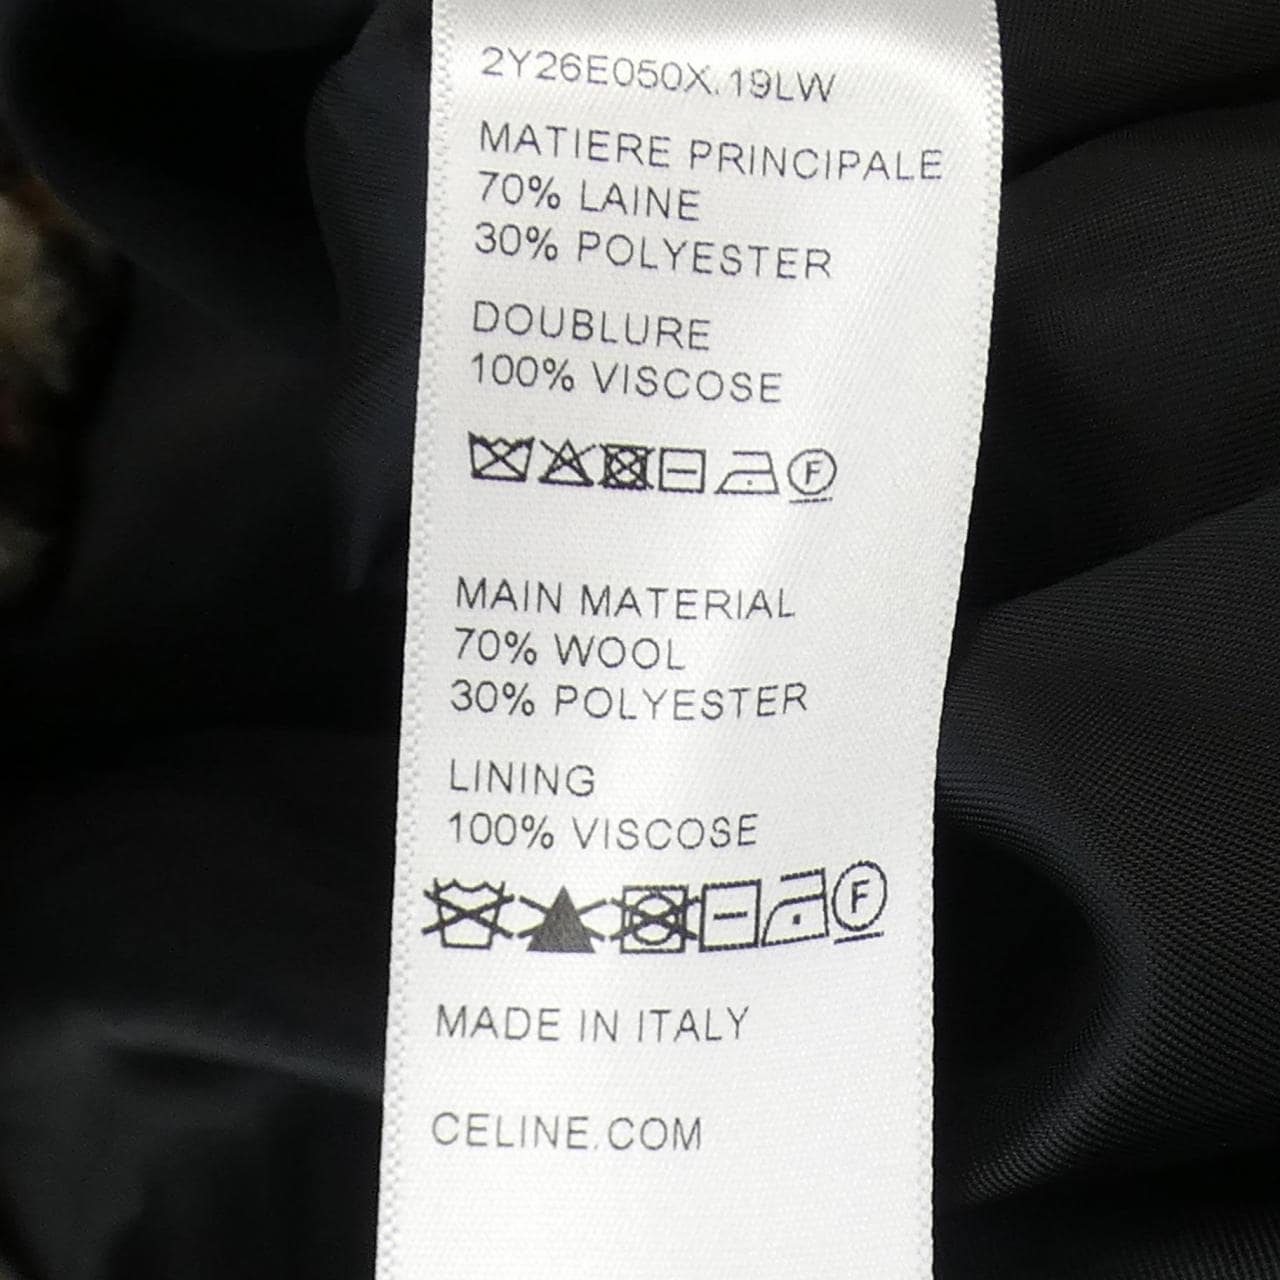 2Y26E050X.19LW
MATIERE PRINCIPALE
70% LAINE
30% POLYESTER
DOUBLURE
100% VISCOSE
F
MAIN MATERIAL
70% WOOL
30% POLYESTER
LINING
100% VISCOSE
F
MADE IN ITALY
CELINE.COM